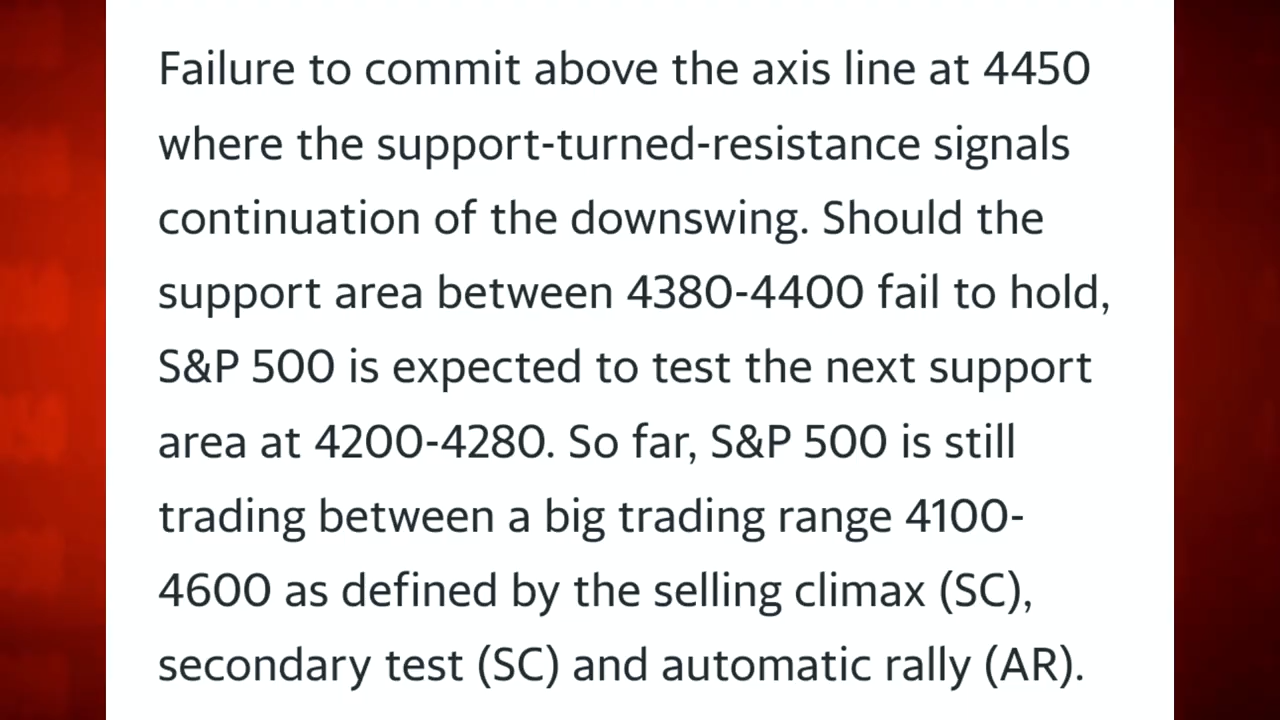 Failure to commit above the axis line at 4450
where the support-turned-resistance signals
continuation of the downswing. Should the
support area between 4380-4400 fail to hold,
S&P 500 is expected to test the next support
area at 4200-4280. So far, S&P 500 is still
trading between a big trading range 4100-
4600 as defined by the selling climax (SC),
secondary test (SC) and automatic rally (AR).